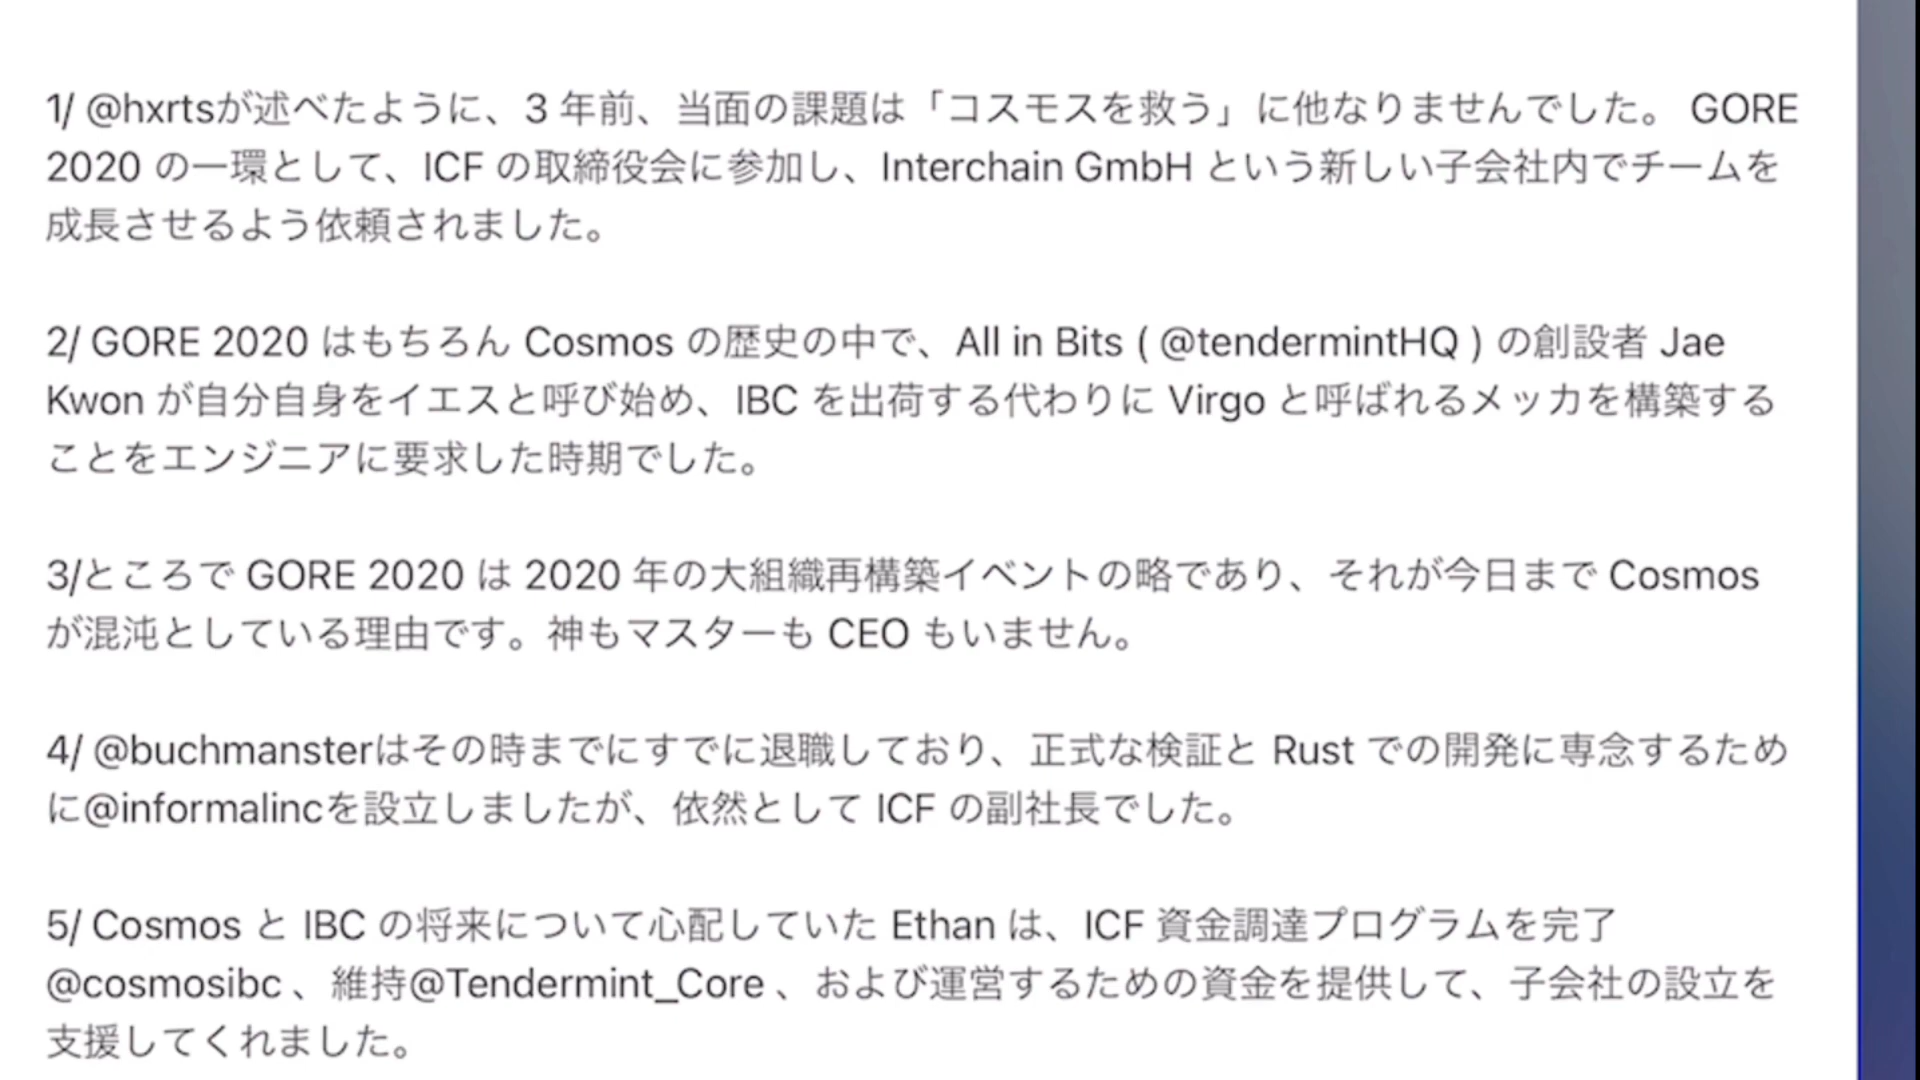 1/ @hxrtsが述べたように、3 年前、当面の課題は「コスモスを救う」に他なりませんでした。 GORE
2020 の一環として、ICF の取締役会に参加し、Interchain GmbH という新しい子会社内でチームを
成長させるよう依頼されました。
2/ GORE 2020 はもちろん Cosmos の歴史の中で、All in Bits ( @tendermintHQ ) の創設者 Jae
Kwon が自分自身をイエスと呼び始め、IBC を出荷する代わりに Virgo と呼ばれるメッカを構築する
ことをエンジニアに要求した時期でした。
3/ところで GORE 2020 は 2020 年の大組織再構築イベントの略であり、それが今日まで Cosmos
が混沌としている理由です。神もマスターも CEO もいません。
4/ @buchmansterはその時までにすでに退職しており、正式な検証と Rust での開発に専念するため
に@informalincを設立しましたが、依然として ICF の副社長でした。
5/ Cosmos と IBC の将来について心配していた Ethan は、ICF 資金調達プログラムを完了
@cosmosibc 、維持@Tendermint_Core 、および運営するための資金を提供して、子会社の設立を
支援してくれました。